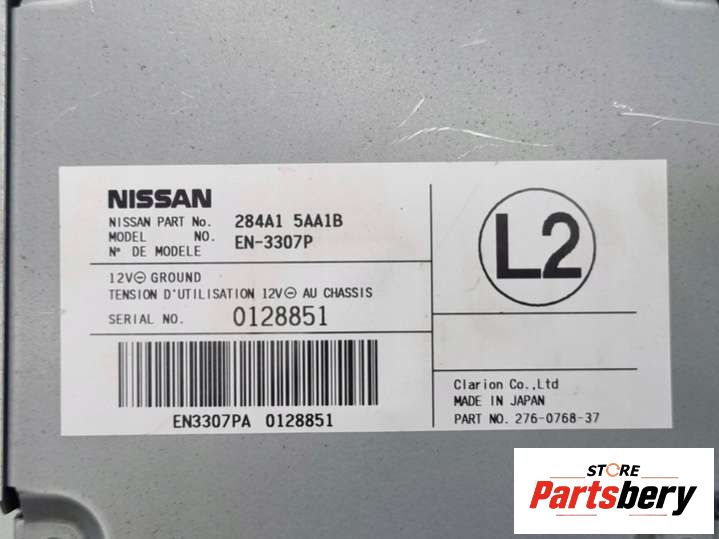 NISSAN
NISSAN PART No. 284A1 5AA1B
MODEL NO. EN-3307P
N° DE MODELE
L2
12V⊖ GROUND
TENSION D'UTILISATION 12V⊖ AU CHASSIS
SERIAL NO. 0128851
EN3307PA 0128851
Clarion Co.,Ltd
MADE IN JAPAN
PART NO. 276-0768-37
STORE
Partsbery